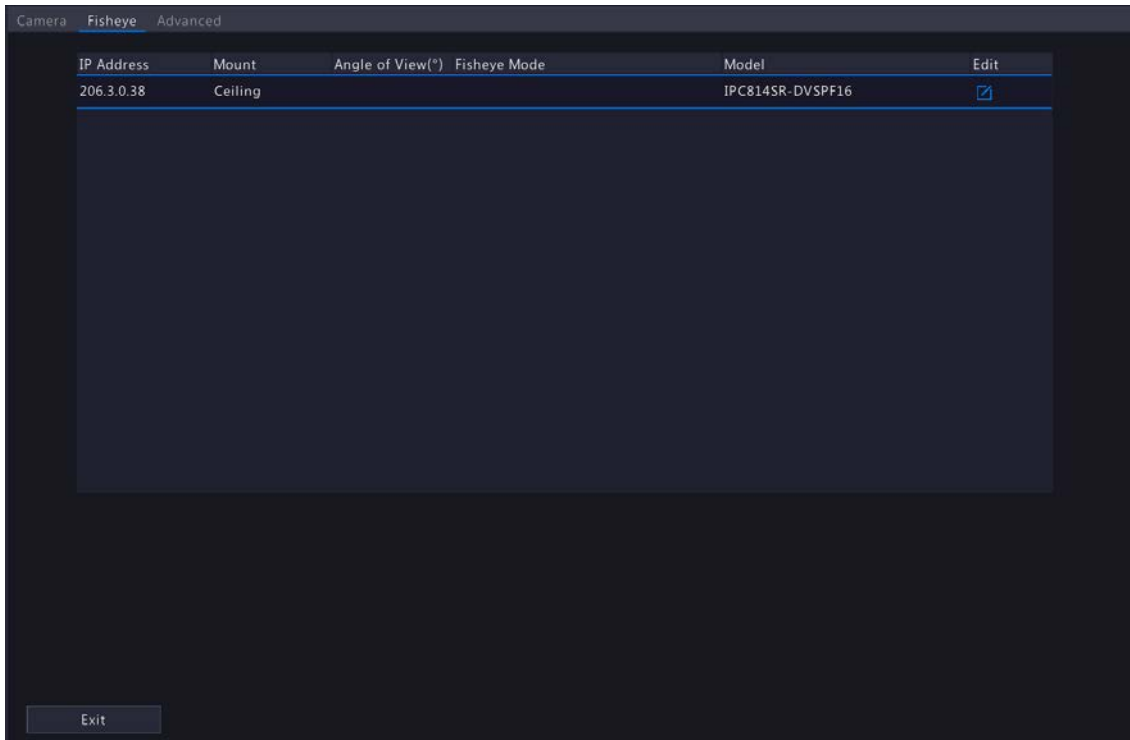 Camera Fisheye Advanced
IP Address Mount Angle of View(°) Fisheye Mode Model Edit
206.3.0.38 Ceiling IPC814SR-DVSPF16
Exit